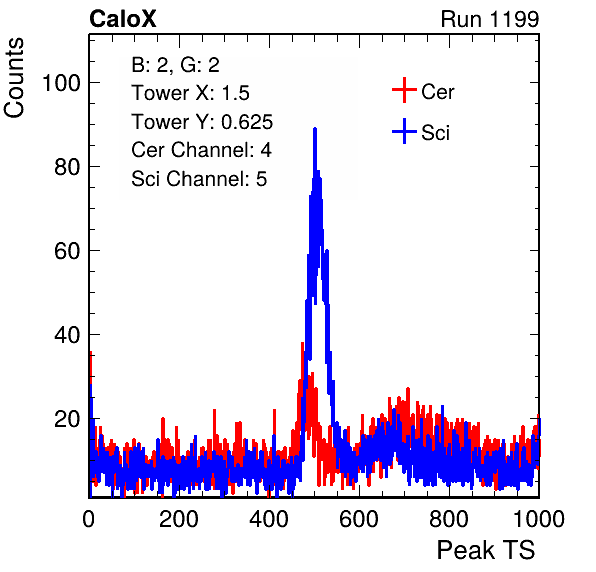 CaloX Run 1199
Counts
B: 2, G: 2
Tower X: 1.5
Tower Y: 0.625
Cer Channel: 4
Sci Channel: 5
Cer
Sci
100
80
60
40
20
0 200 400 600 800 1000
Peak TS